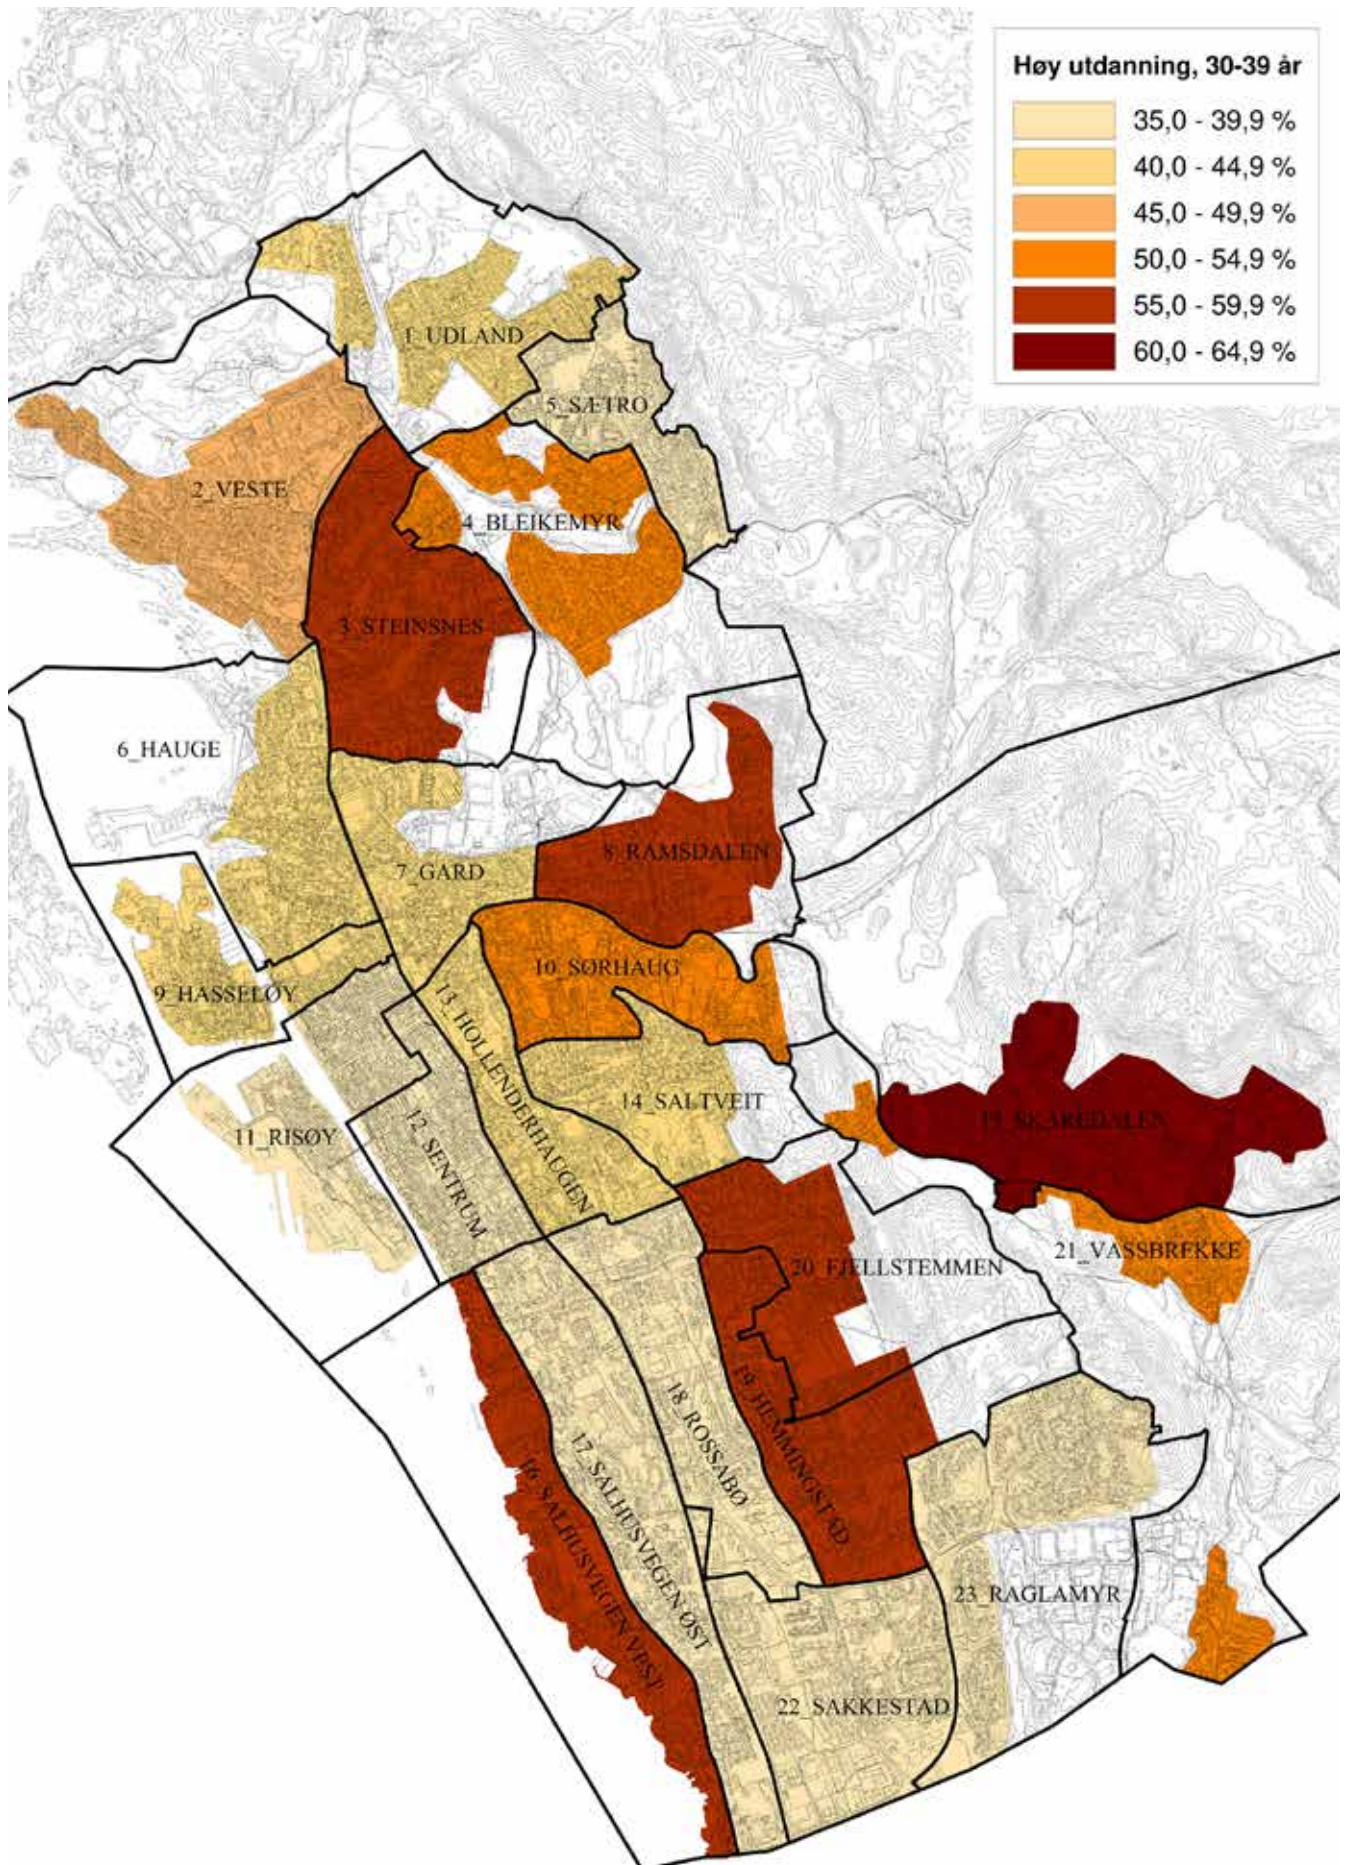 Høy utdanning, 30-39 år
35,0 - 39,9 %
40,0 - 44,9 %
45,0 - 49,9 %
50,0 - 54,9 %
55,0 - 59,9 %
60,0 - 64,9 %
1_UDLAND
5_SÆTRO
2_VESTE
4_BLEIKEMYR
3_STEINSNES
6_HAUGE
8_RAMSDALEN
7_GARD
10_SØRHAUG
9_HASSELØY
13_HOLLENDERHAUGEN
14_SALTVEIT
15_SKAREDALEN
11_RISØY
12_SENTRUM
21_VASSBREKKE
20_FJELLSTEMMEN
19_HEMMINGSTAD
18_ROSSABØ
17_SALHUSVEGEN ØST
16_SALHUSVEGEN VEST
23_RAGLAMYR
22_SAKKESTAD